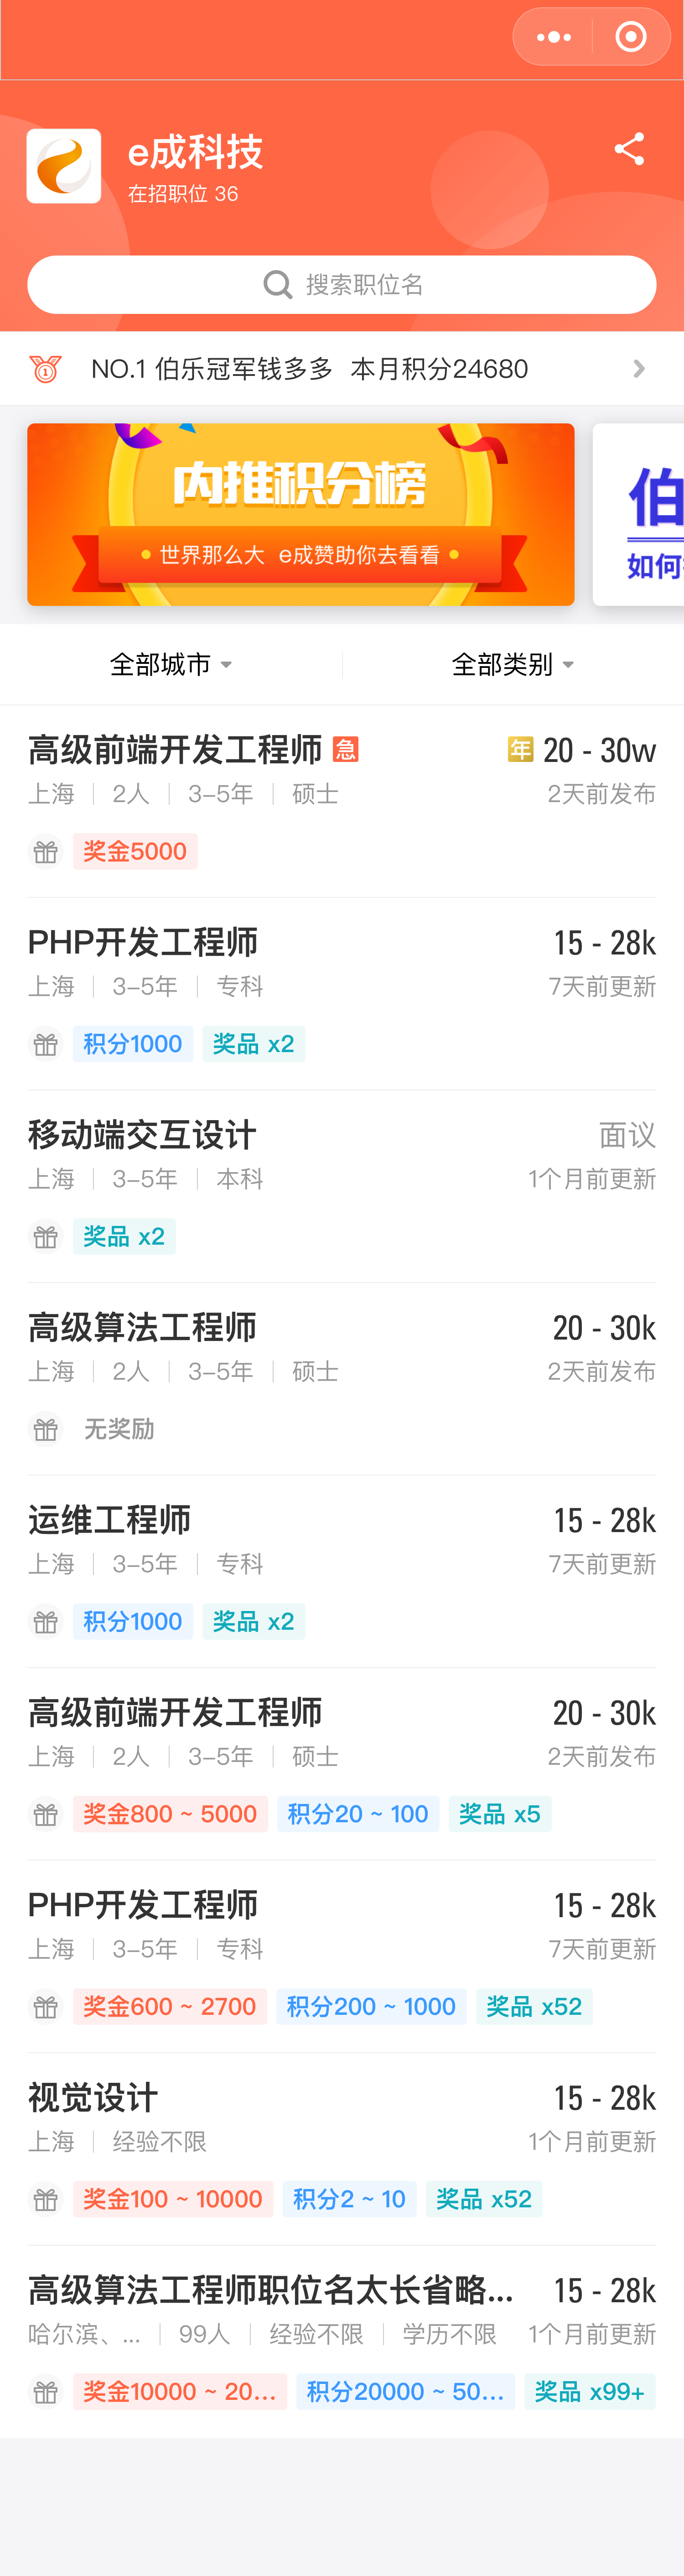 e成科技
在招职位 36
搜索职位名
NO.1 伯乐冠军钱多多 本月积分24680
内推积分榜
世界那么大 e成赞助你去看看
伯
如何
全部城市
全部类别
高级前端开发工程师 急 年 20 - 30w
上海 2人 3-5年 硕士 2天前发布
奖金5000
PHP开发工程师 15 - 28k
上海 3-5年 专科 7天前更新
积分1000 奖品 x2
移动端交互设计 面议
上海 3-5年 本科 1个月前更新
奖品 x2
高级算法工程师 20 - 30k
上海 2人 3-5年 硕士 2天前发布
无奖励
运维工程师 15 - 28k
上海 3-5年 专科 7天前更新
积分1000 奖品 x2
高级前端开发工程师 20 - 30k
上海 2人 3-5年 硕士 2天前发布
奖金800 ~ 5000 积分20 ~ 100 奖品 x5
PHP开发工程师 15 - 28k
上海 3-5年 专科 7天前更新
奖金600 ~ 2700 积分200 ~ 1000 奖品 x52
视觉设计 15 - 28k
上海 经验不限 1个月前更新
奖金100 ~ 10000 积分2 ~ 10 奖品 x52
高级算法工程师职位名太长省略... 15 - 28k
哈尔滨、... 99人 经验不限 学历不限 1个月前更新
奖金10000 ~ 20... 积分20000 ~ 50... 奖品 x99+